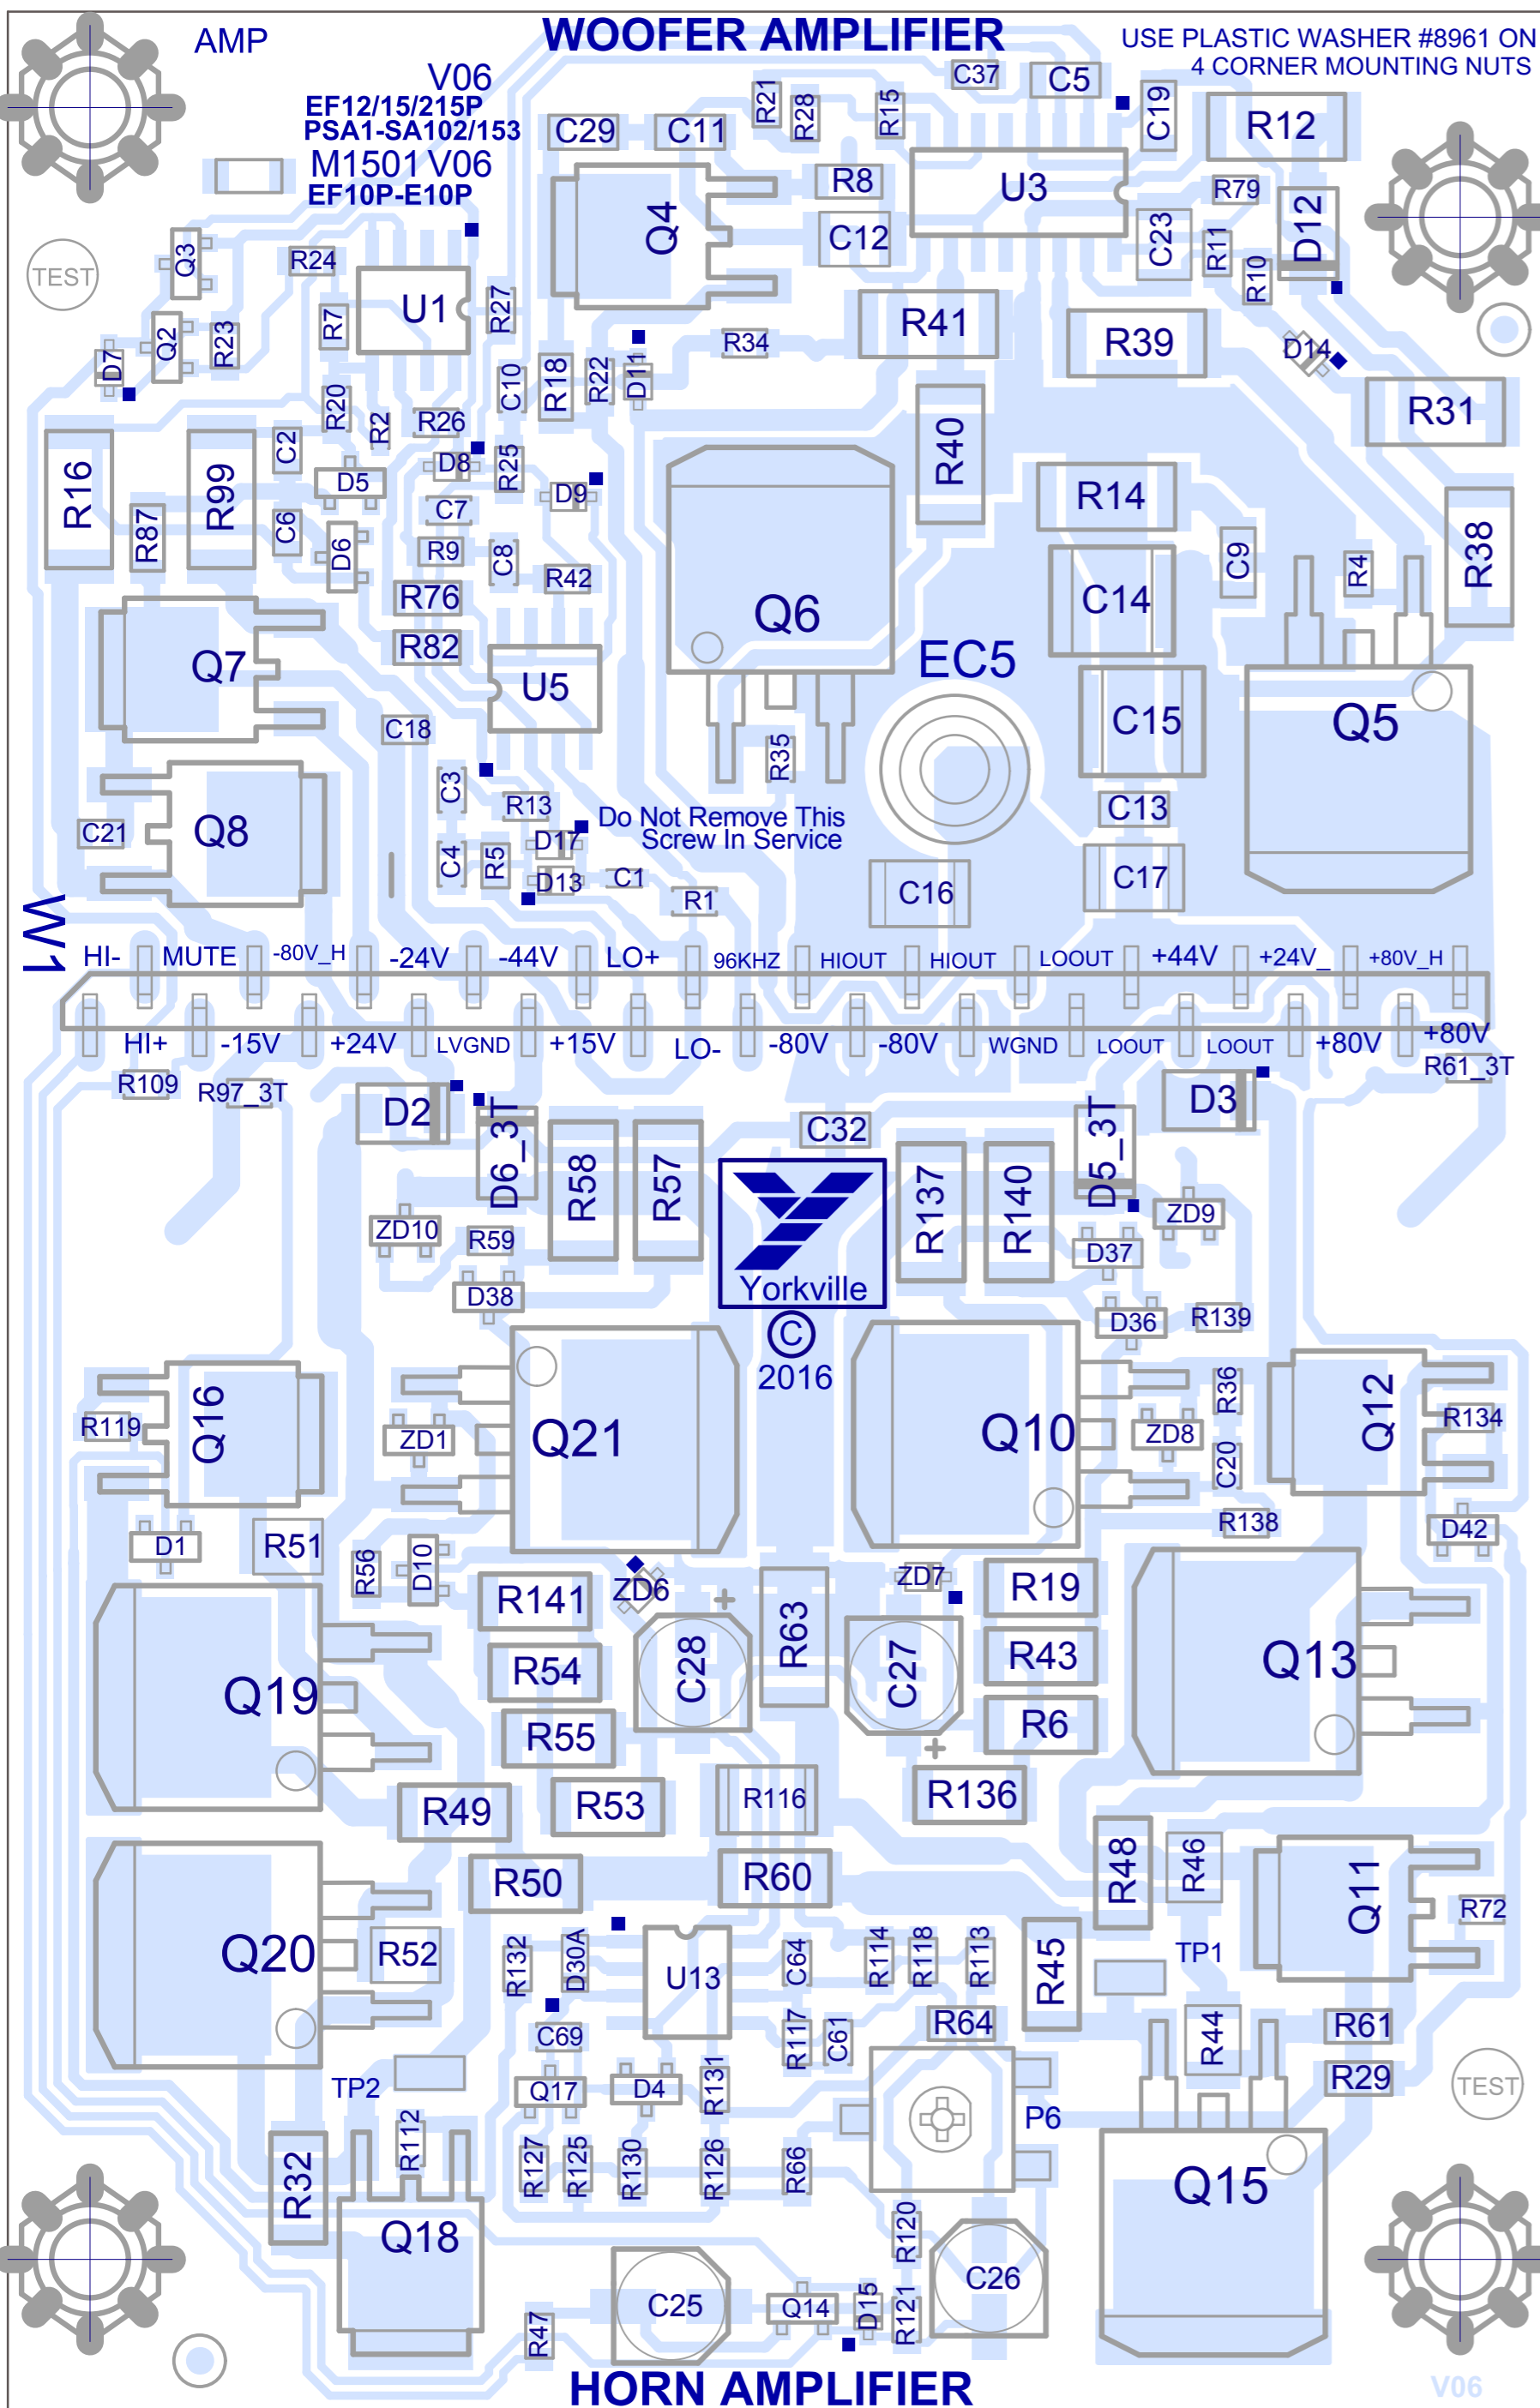 WOOFER AMPLIFIER
AMP
USE PLASTIC WASHER #8961 ON
4 CORNER MOUNTING NUTS
V06
EF12/15/215P
PSA1-SA102/153
M1501 V06
EF10P-E10P
C37
C5
R21
R28
R15
C19
R12
C29
C11
R8
U3
R79
D12
Q4
C12
C23
R11
R10
Q3
TEST
R24
U1
R27
R7
Q2
R23
D7
R41
R39
D14
R34
R18
R22
D11
C10
R31
R20
R2
R26
R40
R16
R99
C2
D8
R25
D5
D9
R14
R87
C6
C7
D6
R9
C8
R42
C9
R4
R38
R76
C14
Q6
R82
Q7
U5
EC5
C15
Q5
C18
R35
C3
R13
C13
Do Not Remove This
Screw In Service
C21
Q8
D17
C4
R5
D13
C1
R1
C16
C17
W1
HI-
MUTE
-80V_H
-24V
-44V
LO+
96KHZ
HIOUT
HIOUT
LOOUT
+44V
+24V_
+80V_H
HI+
-15V
+24V
LVGND
+15V
LO-
-80V
-80V
WGND
LOOUT
LOOUT
+80V
+80V
R109
R97_3T
R61_3T
D2
D6_3T
D3
D5_3T
C32
R58
R57
R137
R140
ZD10
R59
ZD9
D37
Yorkville
D38
D36
R139
©
2016
Q16
R119
ZD1
Q21
Q10
ZD8
R36
C20
Q12
R134
R138
D1
R51
D42
R56
D10
R141
ZD6
ZD7
R19
R63
C28
C27
R54
R43
Q13
Q19
R55
R6
R49
R53
R116
R136
R50
R60
R48
R46
Q11
R72
Q20
R52
R132
D30A
U13
C64
R114
R118
R113
R45
TP1
C69
R117
C61
R64
R44
R61
TP2
Q17
D4
R131
R29
TEST
P6
R112
R32
R127
R125
R130
R126
R66
Q15
Q18
R120
C26
C25
Q14
D15
R121
R47
HORN AMPLIFIER
V06